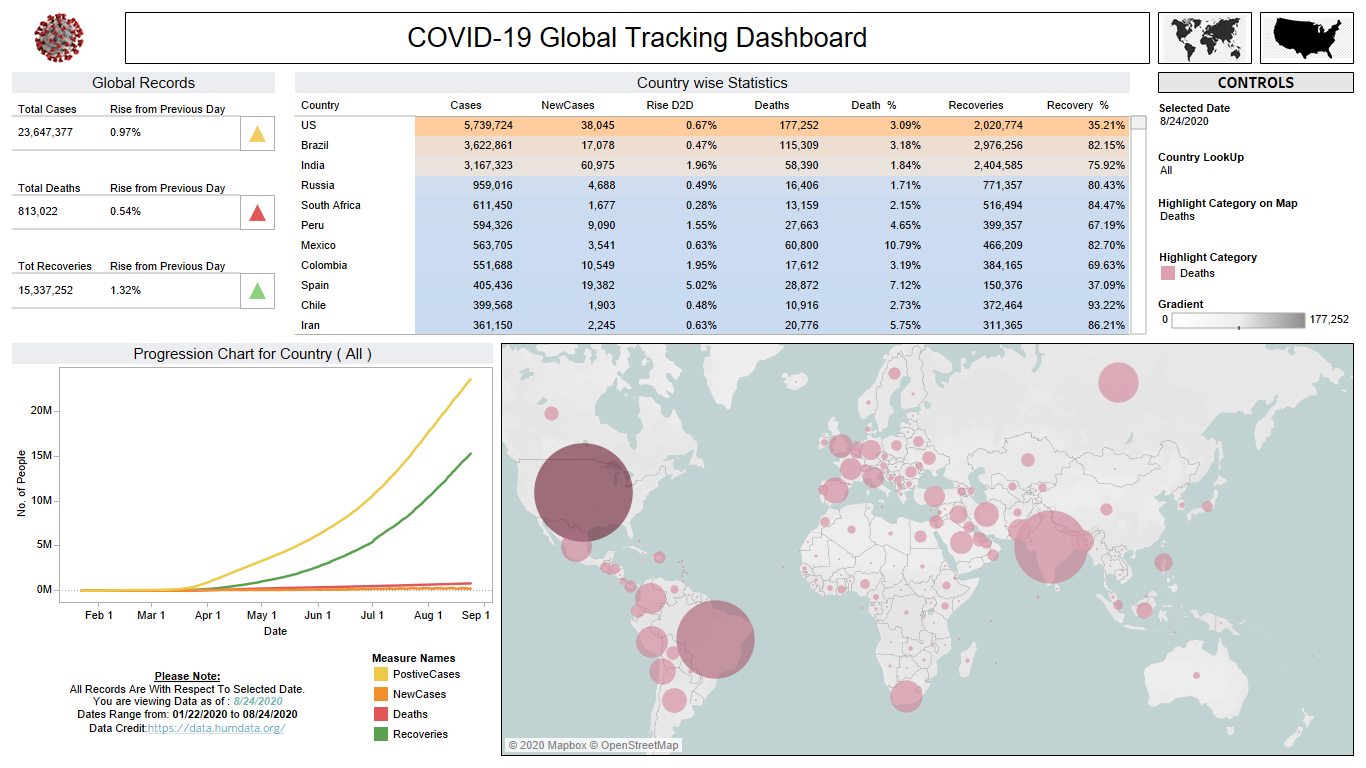 COVID-19 Global Tracking Dashboard
Global Records
Total Cases Rise from Previous Day
23,647,377 0.97%
Total Deaths Rise from Previous Day
813,022 0.54%
Tot Recoveries Rise from Previous Day
15,337,252 1.32%
Country wise Statistics
Country Cases NewCases Rise D2D Deaths Death % Recoveries Recovery %
US 5,739,724 38,045 0.67% 177,252 3.09% 2,020,774 35.21%
Brazil 3,622,861 17,078 0.47% 115,309 3.18% 2,976,256 82.15%
India 3,167,323 60,975 1.96% 58,390 1.84% 2,404,585 75.92%
Russia 959,016 4,688 0.49% 16,406 1.71% 771,357 80.43%
South Africa 611,450 1,677 0.28% 13,159 2.15% 516,494 84.47%
Peru 594,326 9,090 1.55% 27,663 4.65% 399,357 67.19%
Mexico 563,705 3,541 0.63% 60,800 10.79% 466,209 82.70%
Colombia 551,688 10,549 1.95% 17,612 3.19% 384,165 69.63%
Spain 405,436 19,382 5.02% 28,872 7.12% 150,376 37.09%
Chile 399,568 1,903 0.48% 10,916 2.73% 372,464 93.22%
Iran 361,150 2,245 0.63% 20,776 5.75% 311,365 86.21%
CONTROLS
Selected Date
8/24/2020
Country LookUp
All
Highlight Category on Map
Deaths
Highlight Category
Deaths
Gradient
0 177,252
Progression Chart for Country ( All )
No. of People
20M
15M
10M
5M
0M
Feb 1 Mar 1 Apr 1 May 1 Jun 1 Jul 1 Aug 1 Sep 1
Date
Please Note:
All Records Are With Respect To Selected Date.
You are viewing Data as of : 8/24/2020
Dates Range from: 01/22/2020 to 08/24/2020
Data Credit:https://data.humdata.org/
Measure Names
PostiveCases
NewCases
Deaths
Recoveries
© 2020 Mapbox © OpenStreetMap